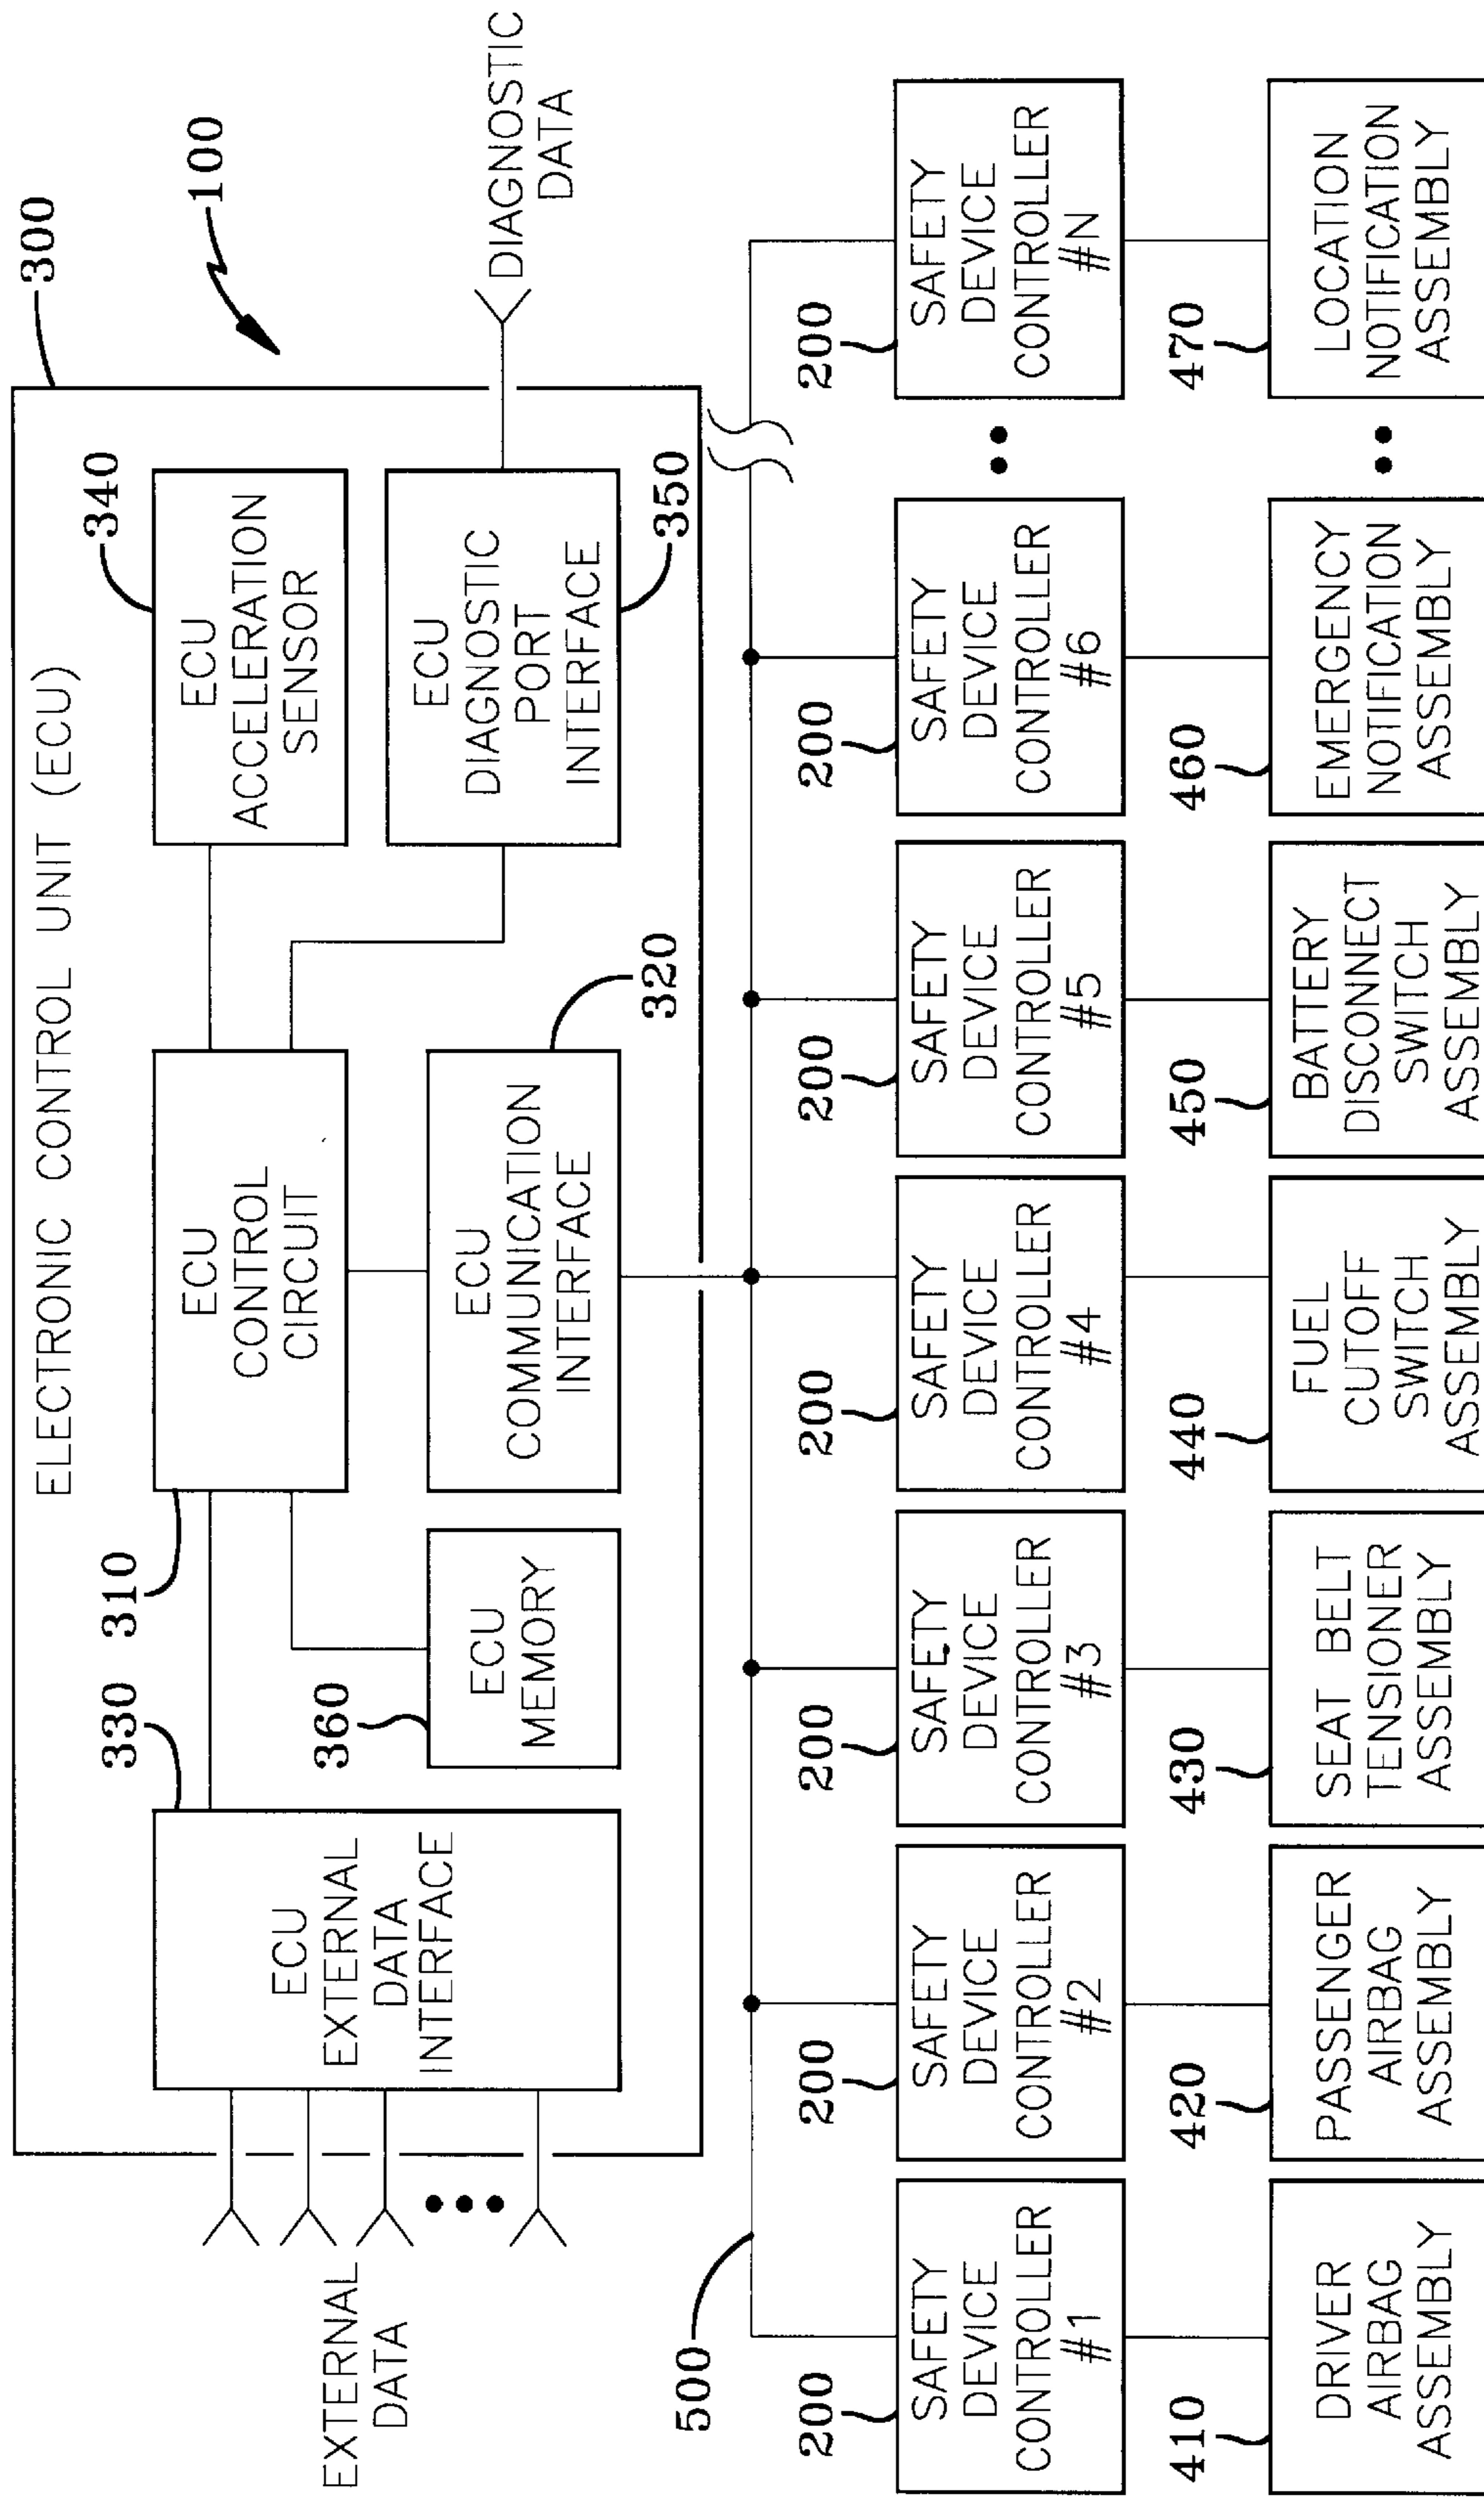 300
100
ELECTRONIC CONTROL UNIT (ECU)
330
310
340
ECU
EXTERNAL
DATA
INTERFACE
ECU
CONTROL
CIRCUIT
ECU
ACCELERATION
SENSOR
EXTERNAL
DATA
360
ECU
MEMORY
ECU
COMMUNICATION
INTERFACE
320
ECU
DIAGNOSTIC
PORT
INTERFACE
350
DIAGNOSTIC
DATA
500
200
SAFETY
DEVICE
CONTROLLER
#1
200
SAFETY
DEVICE
CONTROLLER
#2
200
SAFETY
DEVICE
CONTROLLER
#3
200
SAFETY
DEVICE
CONTROLLER
#4
200
SAFETY
DEVICE
CONTROLLER
#5
200
SAFETY
DEVICE
CONTROLLER
#6
200
SAFETY
DEVICE
CONTROLLER
#N
410
DRIVER
AIRBAG
ASSEMBLY
420
PASSENGER
AIRBAG
ASSEMBLY
430
SEAT BELT
TENSIONER
ASSEMBLY
440
FUEL
CUTOFF
SWITCH
ASSEMBLY
450
BATTERY
DISCONNECT
SWITCH
ASSEMBLY
460
EMERGENCY
NOTIFICATION
ASSEMBLY
470
LOCATION
NOTIFICATION
ASSEMBLY